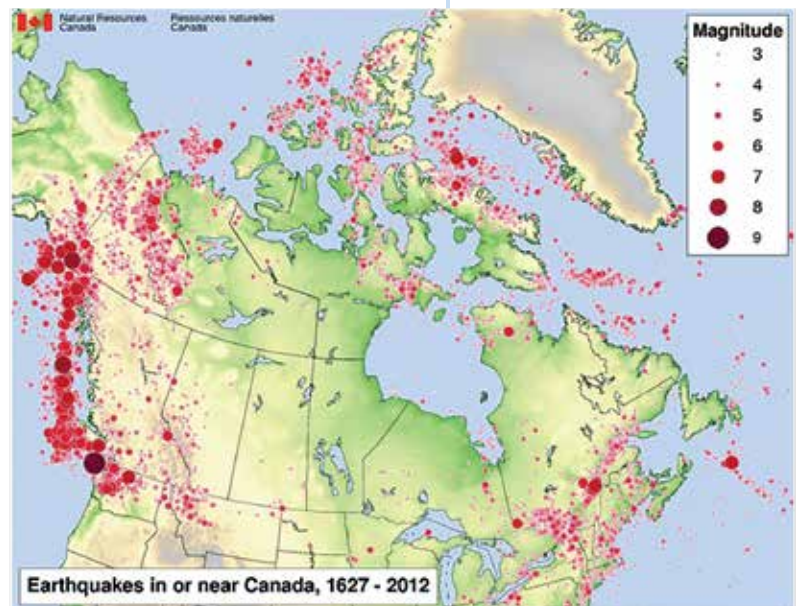 Natural Resources
Canada
Ressources naturelles
Canada
Magnitude
3
4
5
6
7
8
9
Earthquakes in or near Canada, 1627 - 2012